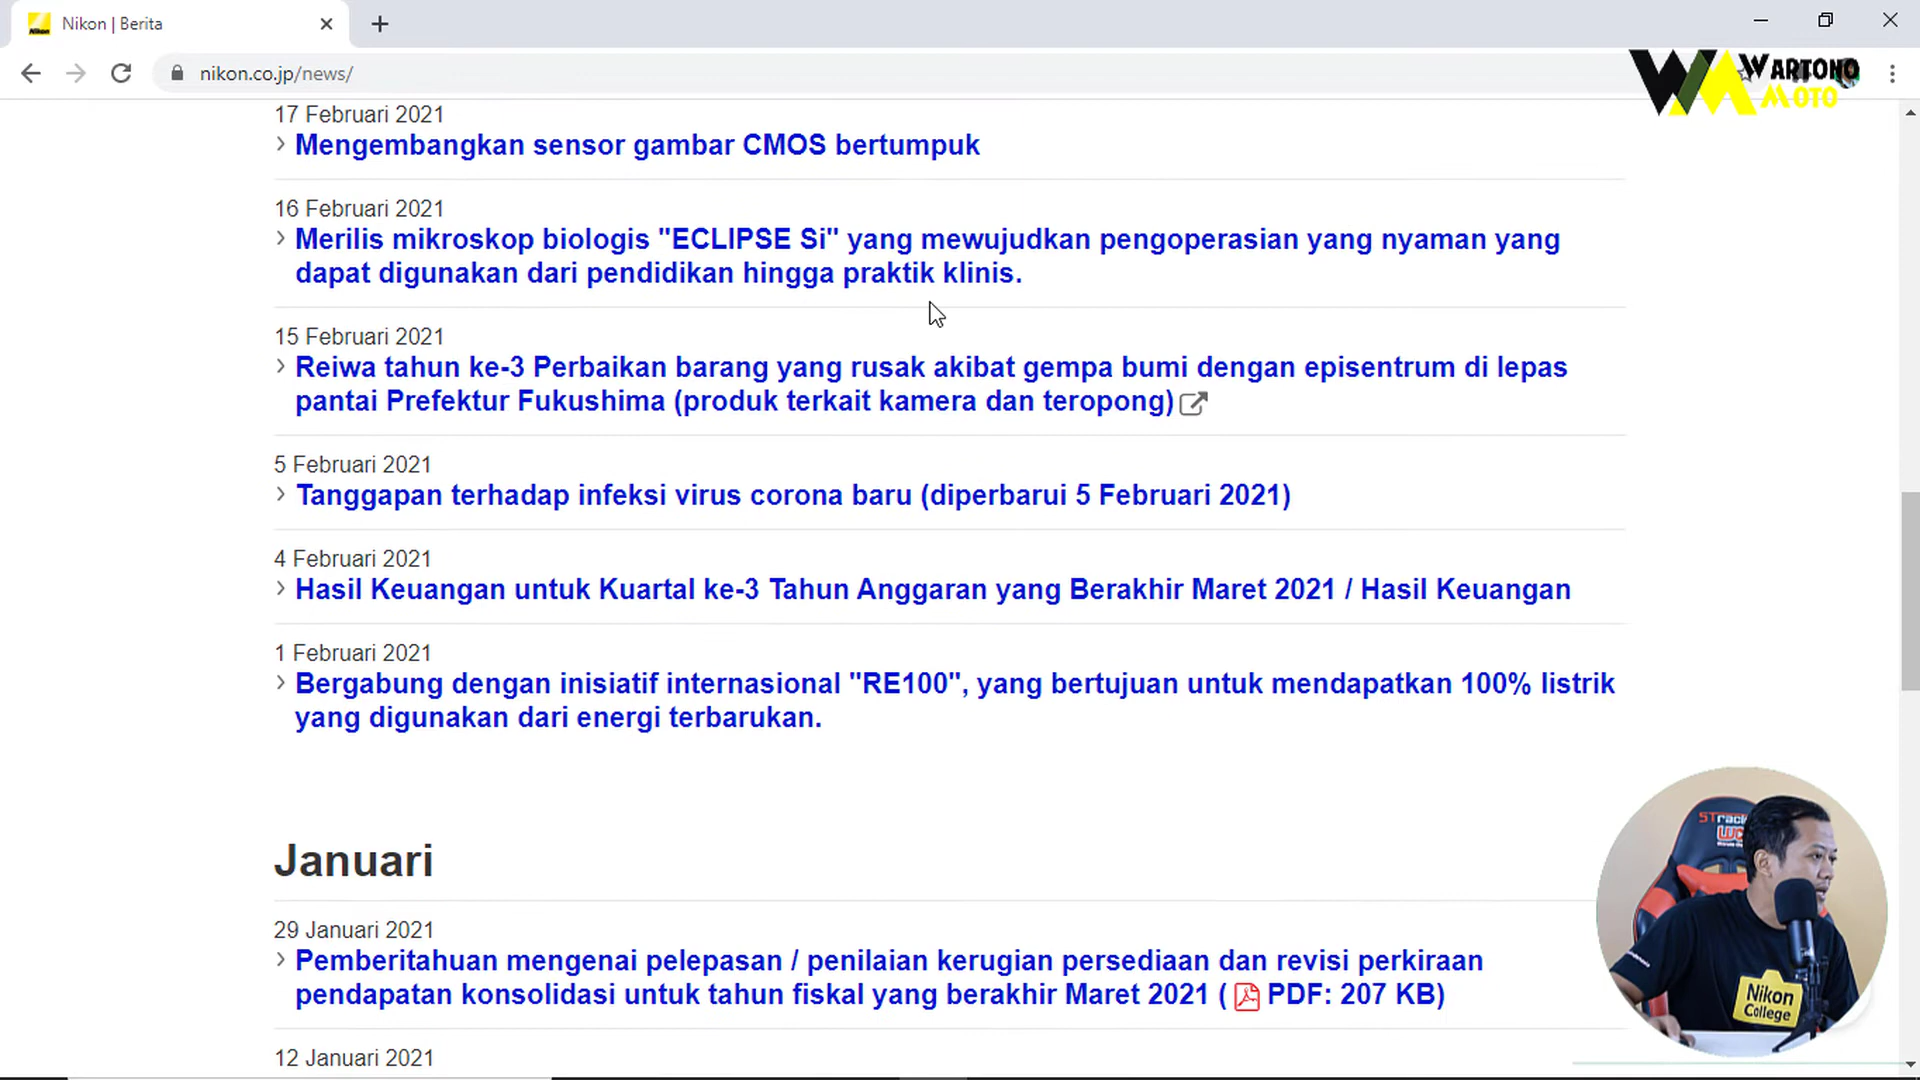 Nikon | Berita
nikon.co.jp/news/
WARTONO
MOTO
17 Februari 2021
Mengembangkan sensor gambar CMOS bertumpuk
16 Februari 2021
Merilis mikroskop biologis "ECLIPSE Si" yang mewujudkan pengoperasian yang nyaman yang
dapat digunakan dari pendidikan hingga praktik klinis.
15 Februari 2021
Reiwa tahun ke-3 Perbaikan barang yang rusak akibat gempa bumi dengan episentrum di lepas
pantai Prefektur Fukushima (produk terkait kamera dan teropong)
5 Februari 2021
Tanggapan terhadap infeksi virus corona baru (diperbarui 5 Februari 2021)
4 Februari 2021
Hasil Keuangan untuk Kuartal ke-3 Tahun Anggaran yang Berakhir Maret 2021 / Hasil Keuangan
1 Februari 2021
Bergabung dengan inisiatif internasional "RE100", yang bertujuan untuk mendapatkan 100% listrik
yang digunakan dari energi terbarukan.
Januari
29 Januari 2021
Pemberitahuan mengenai pelepasan / penilaian kerugian persediaan dan revisi perkiraan
pendapatan konsolidasi untuk tahun fiskal yang berakhir Maret 2021 ( PDF: 207 KB)
12 Januari 2021
Nikon
College